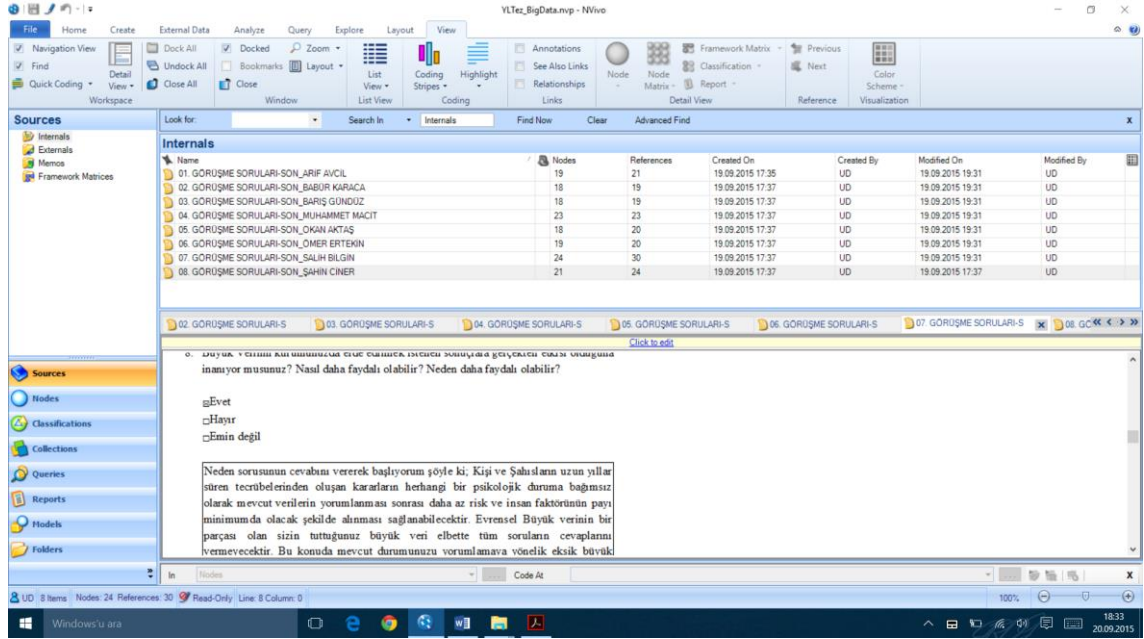 YLTez_BigData.nvp - NVivo
File Home Create External Data Analyze Query Explore Layout View
Navigation View
Find
Quick Coding
Detail View
Workspace
Dock All
Undock All
Close All
Docked
Bookmarks
Close
Zoom
Layout
Window
List View
List View
Coding Stripes
Highlight
Coding
Annotations
See Also Links
Relationships
Links
Node
Node Matrix
Framework Matrix
Classification
Report
Detail View
Previous
Next
Reference
Color Scheme
Visualization
Sources
Internals
Externals
Memos
Framework Matrices
Look for: Search In Internals Find Now Clear Advanced Find x
Internals
Name Nodes References Created On Created By Modified On Modified By
01. GÖRÜŞME SORULARI-SON_ARİF AVCIL 19 21 19.09.2015 17:35 UD 19.09.2015 19:31 UD
02. GÖRÜŞME SORULARI-SON_BABÜR KARACA 18 19 19.09.2015 17:37 UD 19.09.2015 19:31 UD
03. GÖRÜŞME SORULARI-SON_BARIŞ GÜNDÜZ 18 19 19.09.2015 17:37 UD 19.09.2015 19:31 UD
04. GÖRÜŞME SORULARI-SON_MUHAMMET MACİT 23 23 19.09.2015 17:37 UD 19.09.2015 19:31 UD
05. GÖRÜŞME SORULARI-SON_OKAN AKTAŞ 18 20 19.09.2015 17:37 UD 19.09.2015 19:31 UD
06. GÖRÜŞME SORULARI-SON_ÖMER ERTEKİN 19 20 19.09.2015 17:37 UD 19.09.2015 19:31 UD
07. GÖRÜŞME SORULARI-SON_SALİH BİLGİN 24 30 19.09.2015 17:37 UD 19.09.2015 19:31 UD
08. GÖRÜŞME SORULARI-SON_ŞAHİN CİNER 21 24 19.09.2015 17:37 UD 19.09.2015 17:37 UD
02. GÖRÜŞME SORULARI-S 03. GÖRÜŞME SORULARI-S 04. GÖRÜŞME SORULARI-S 05. GÖRÜŞME SORULARI-S 06. GÖRÜŞME SORULARI-S 07. GÖRÜŞME SORULARI-S 08. GÖ
Click to edit
8. Büyük Verinin kurumunuzda elde edinilmek istenen sonuçlara gerçekten etkisi olduğuna
inanıyor musunuz? Nasıl daha faydalı olabilir? Neden daha faydalı olabilir?
Evet
Hayır
Emin değil
Neden sorusunun cevabını vererek başlıyorum şöyle ki; Kişi ve Şahısların uzun yıllar
süren tecrübelerinden oluşan kararların herhangi bir psikolojik duruma bağımsız
olarak mevcut verilerin yorumlanması sonrası daha az risk ve insan faktörünün payı
minimumda olacak şekilde alınması sağlanabilecektir. Evrensel Büyük verinin bir
parçası olan sizin tuttuğunuz büyük veri elbette tüm soruların cevaplarını
vermeyecektir. Bu konuda mevcut durumunuzu yorumlamaya yönelik eksik büyük
Sources
Nodes
Classifications
Collections
Queries
Reports
Models
Folders
In Nodes Code At x
UD 8 Items Nodes: 24 References: 30 Read-Only Line: 8 Column: 0 100%
Windows'u ara
18:33
20.09.2015